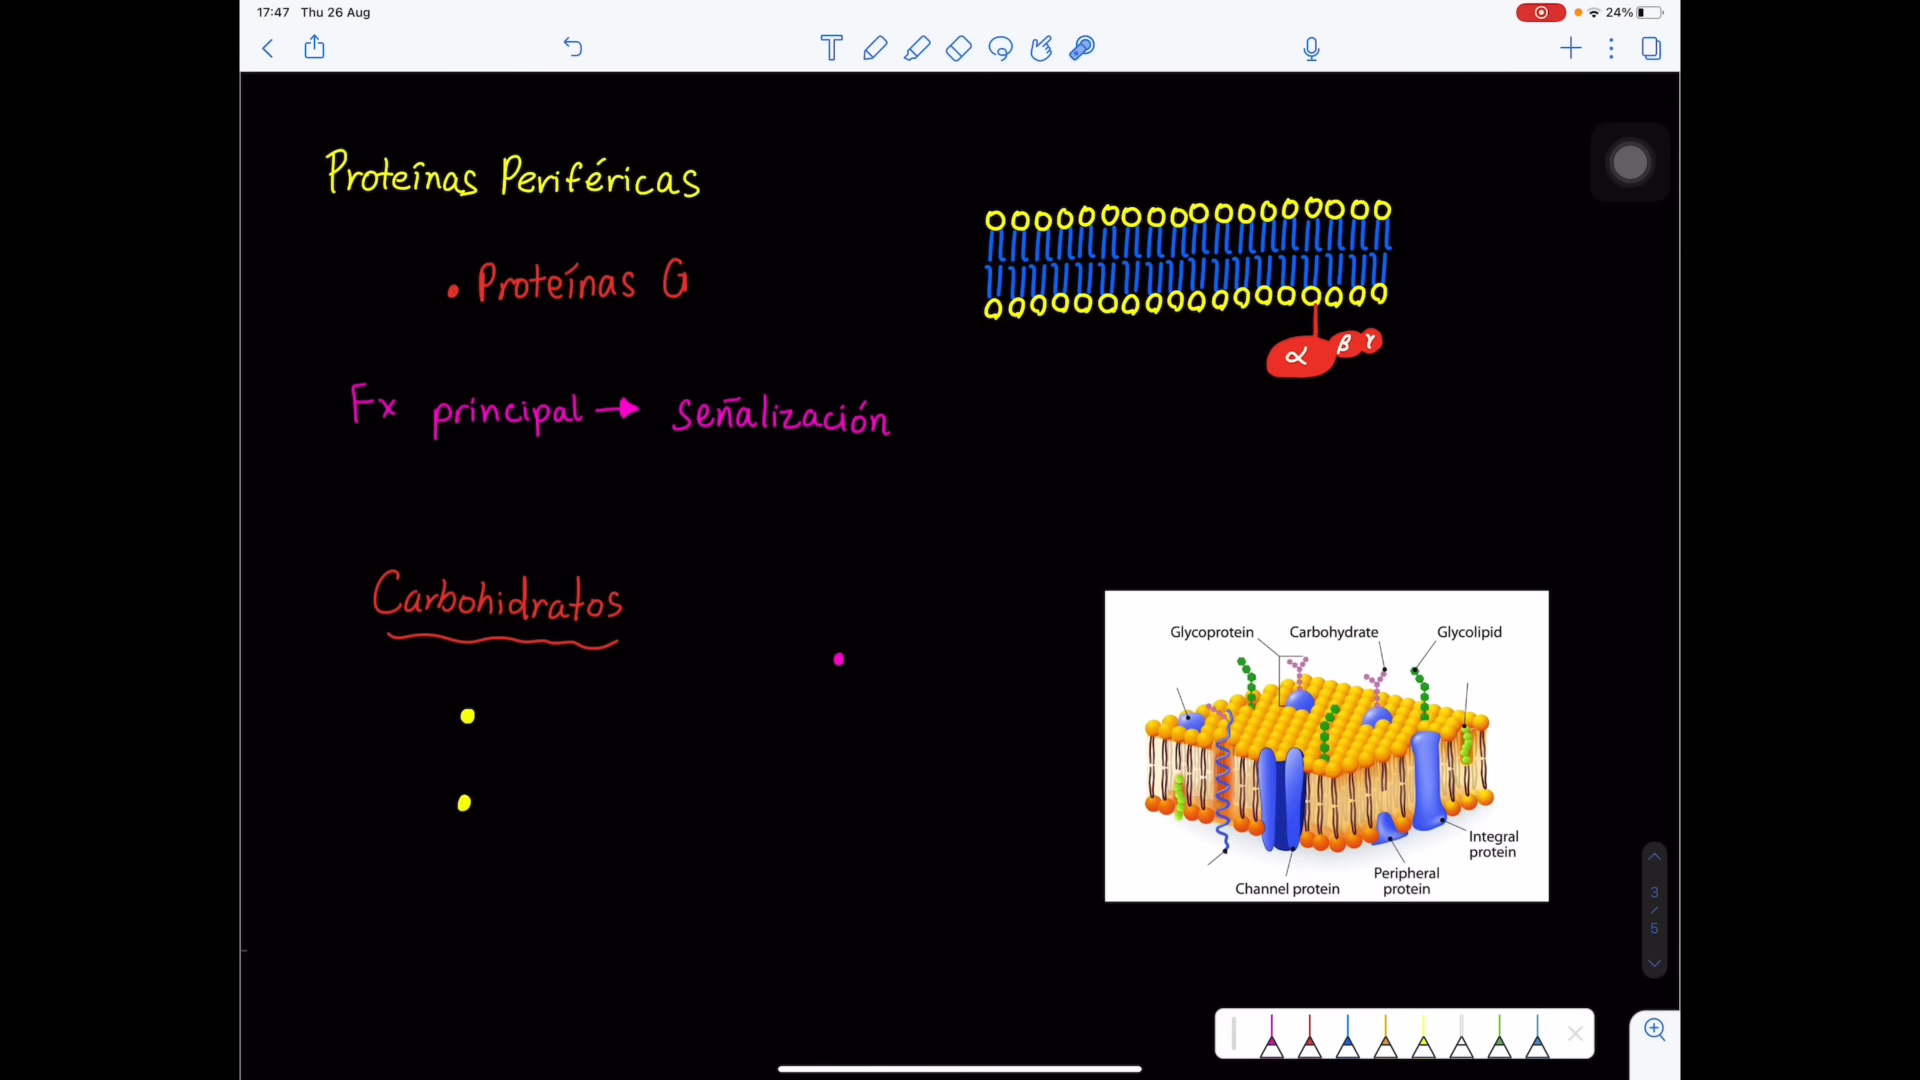 17:47 Thu 26 Aug
24%
Proteínas Periféricas
• Proteínas G
α β γ
Fx principal → señalización
Carbohidratos
Glycoprotein Carbohydrate Glycolipid
Integral
protein
Peripheral
protein
Channel protein
3
/
5